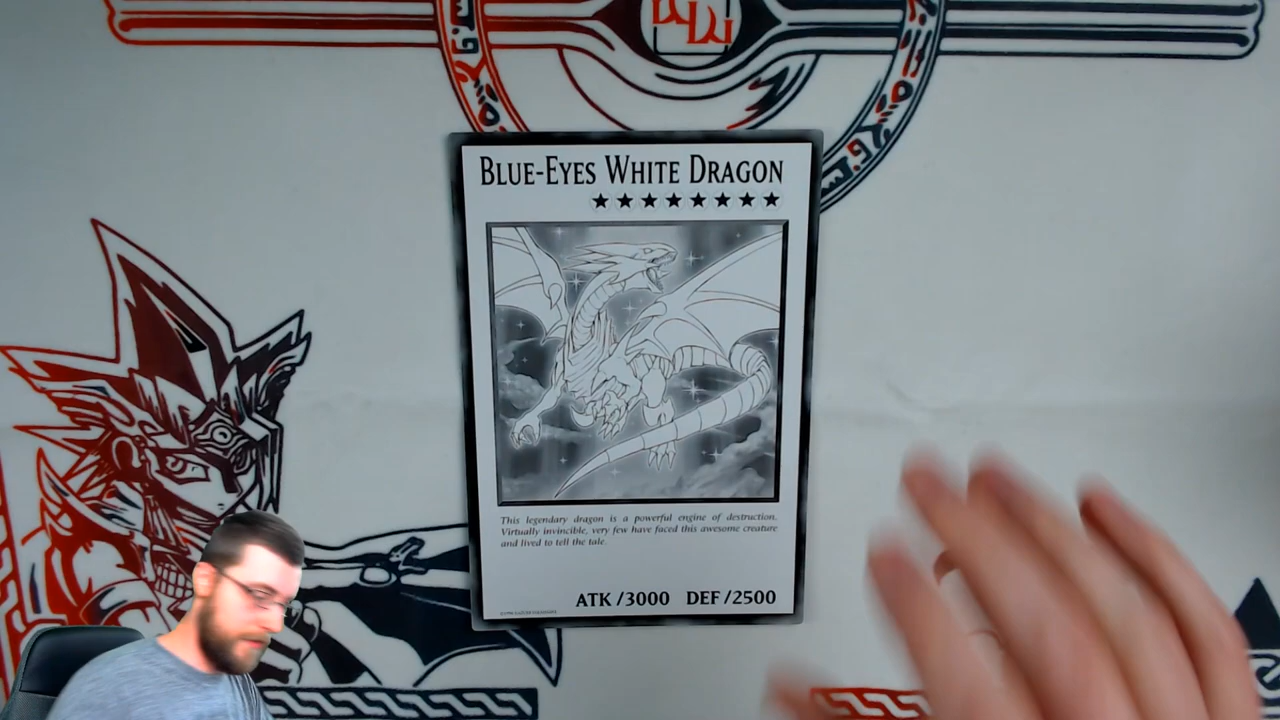 BLUE-EYES WHITE DRAGON
This legendary dragon is a powerful engine of destruction.
Virtually invincible, very few have faced this awesome creature
and lived to tell the tale.
ATK/3000 DEF/2500